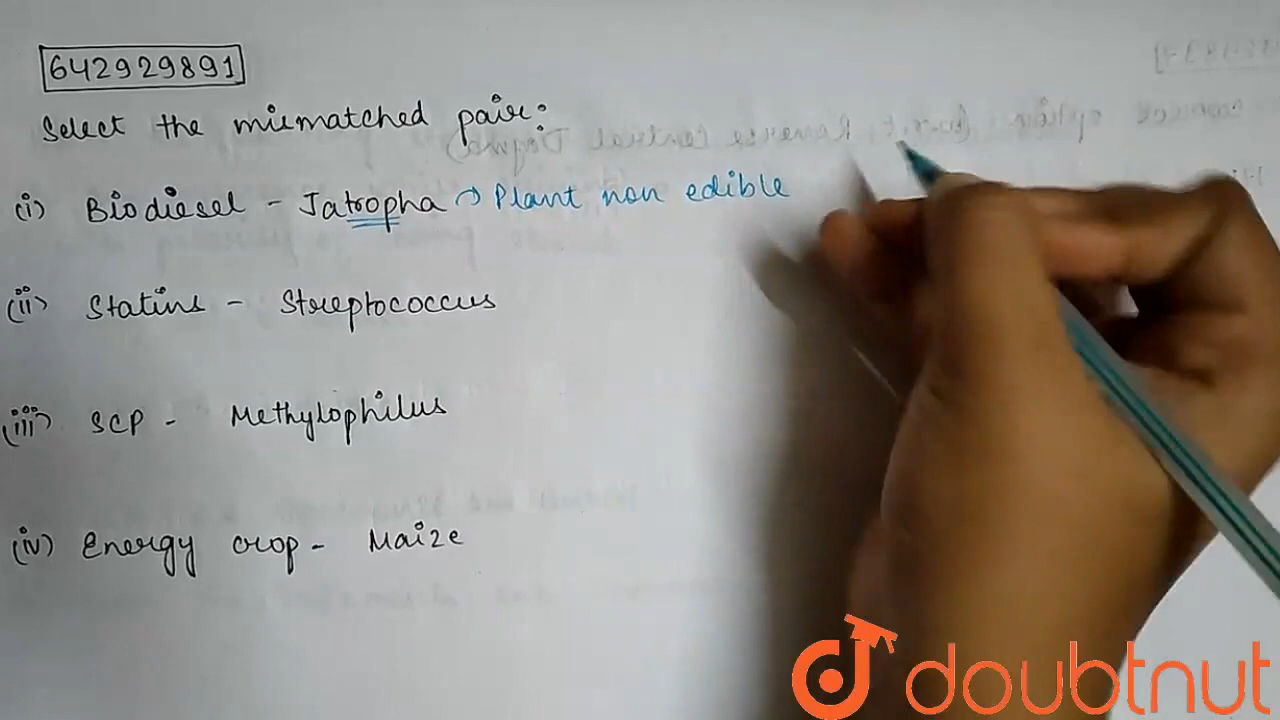 642929891
Select the mismatched pair:
(i) Biodiesel - Jatropha → Plant non edible
(ii) Statins - Streptococcus
(iii) SCP - Methylophilus
(iv) Energy crop - Maize
doubtnut